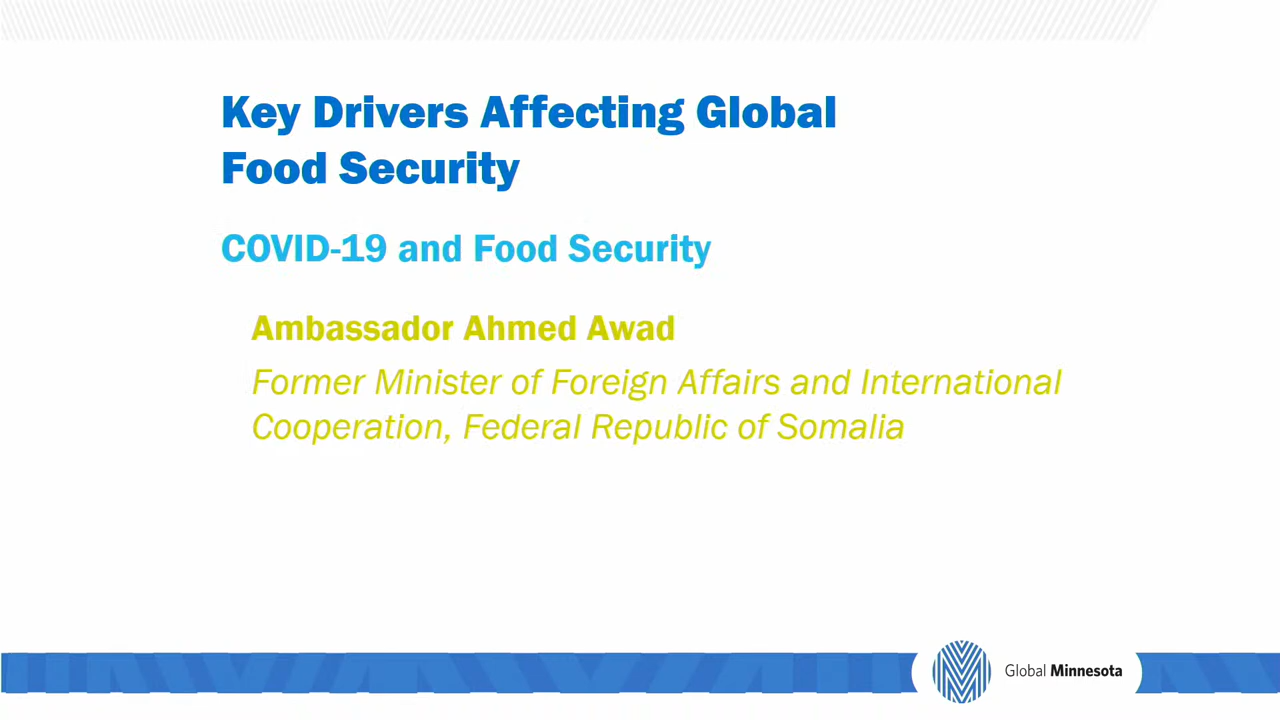 Key Drivers Affecting Global
Food Security
COVID-19 and Food Security
Ambassador Ahmed Awad
Former Minister of Foreign Affairs and International
Cooperation, Federal Republic of Somalia
Global Minnesota